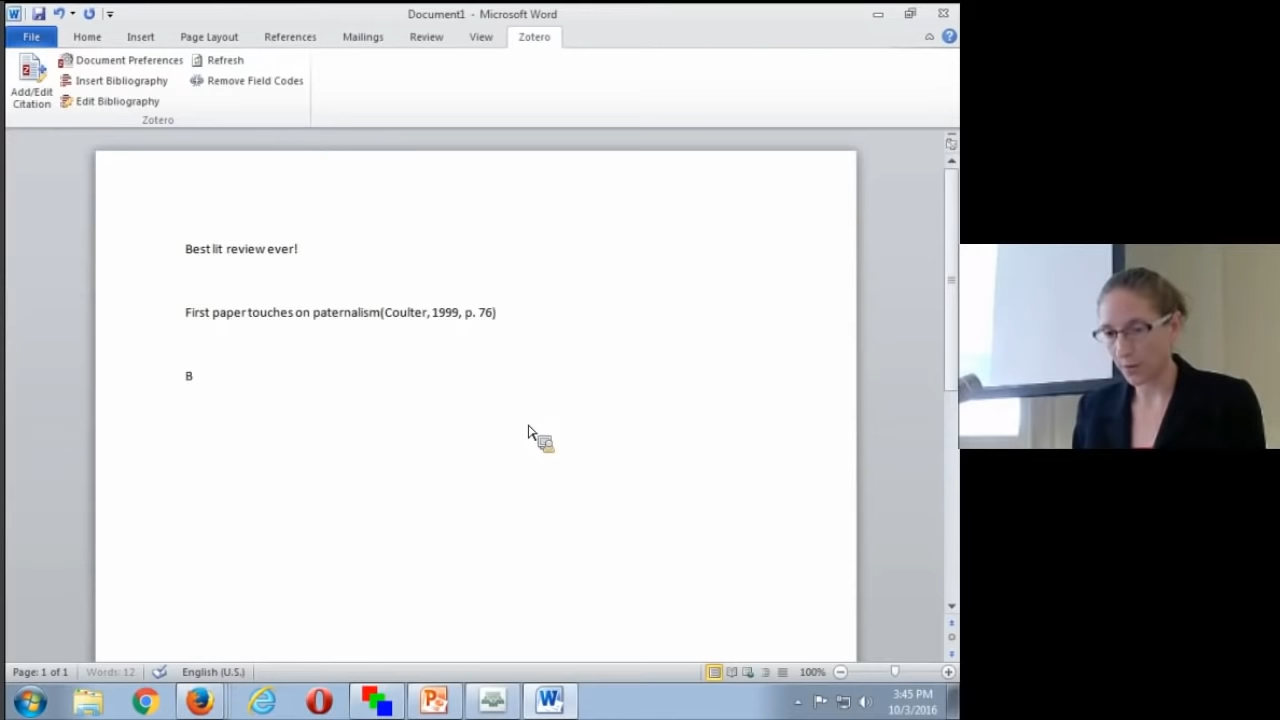 Document1 - Microsoft Word
File Home Insert Page Layout References Mailings Review View Zotero
Add/Edit Citation
Document Preferences
Insert Bibliography
Edit Bibliography
Refresh
Remove Field Codes
Zotero
Best lit review ever!
First paper touches on paternalism(Coulter, 1999, p. 76)
B
Page: 1 of 1 Words: 12 English (U.S.) 100%
3:45 PM
10/3/2016